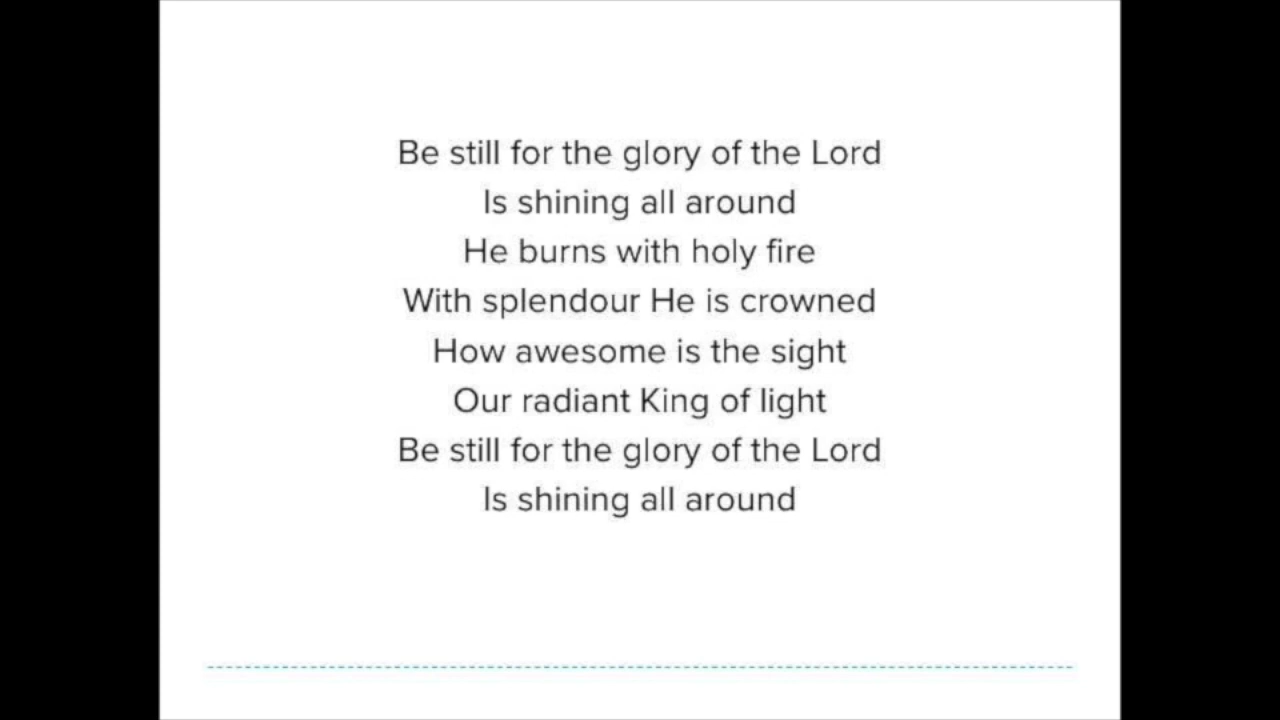 Be still for the glory of the Lord
Is shining all around
He burns with holy fire
With splendour He is crowned
How awesome is the sight
Our radiant King of light
Be still for the glory of the Lord
Is shining all around